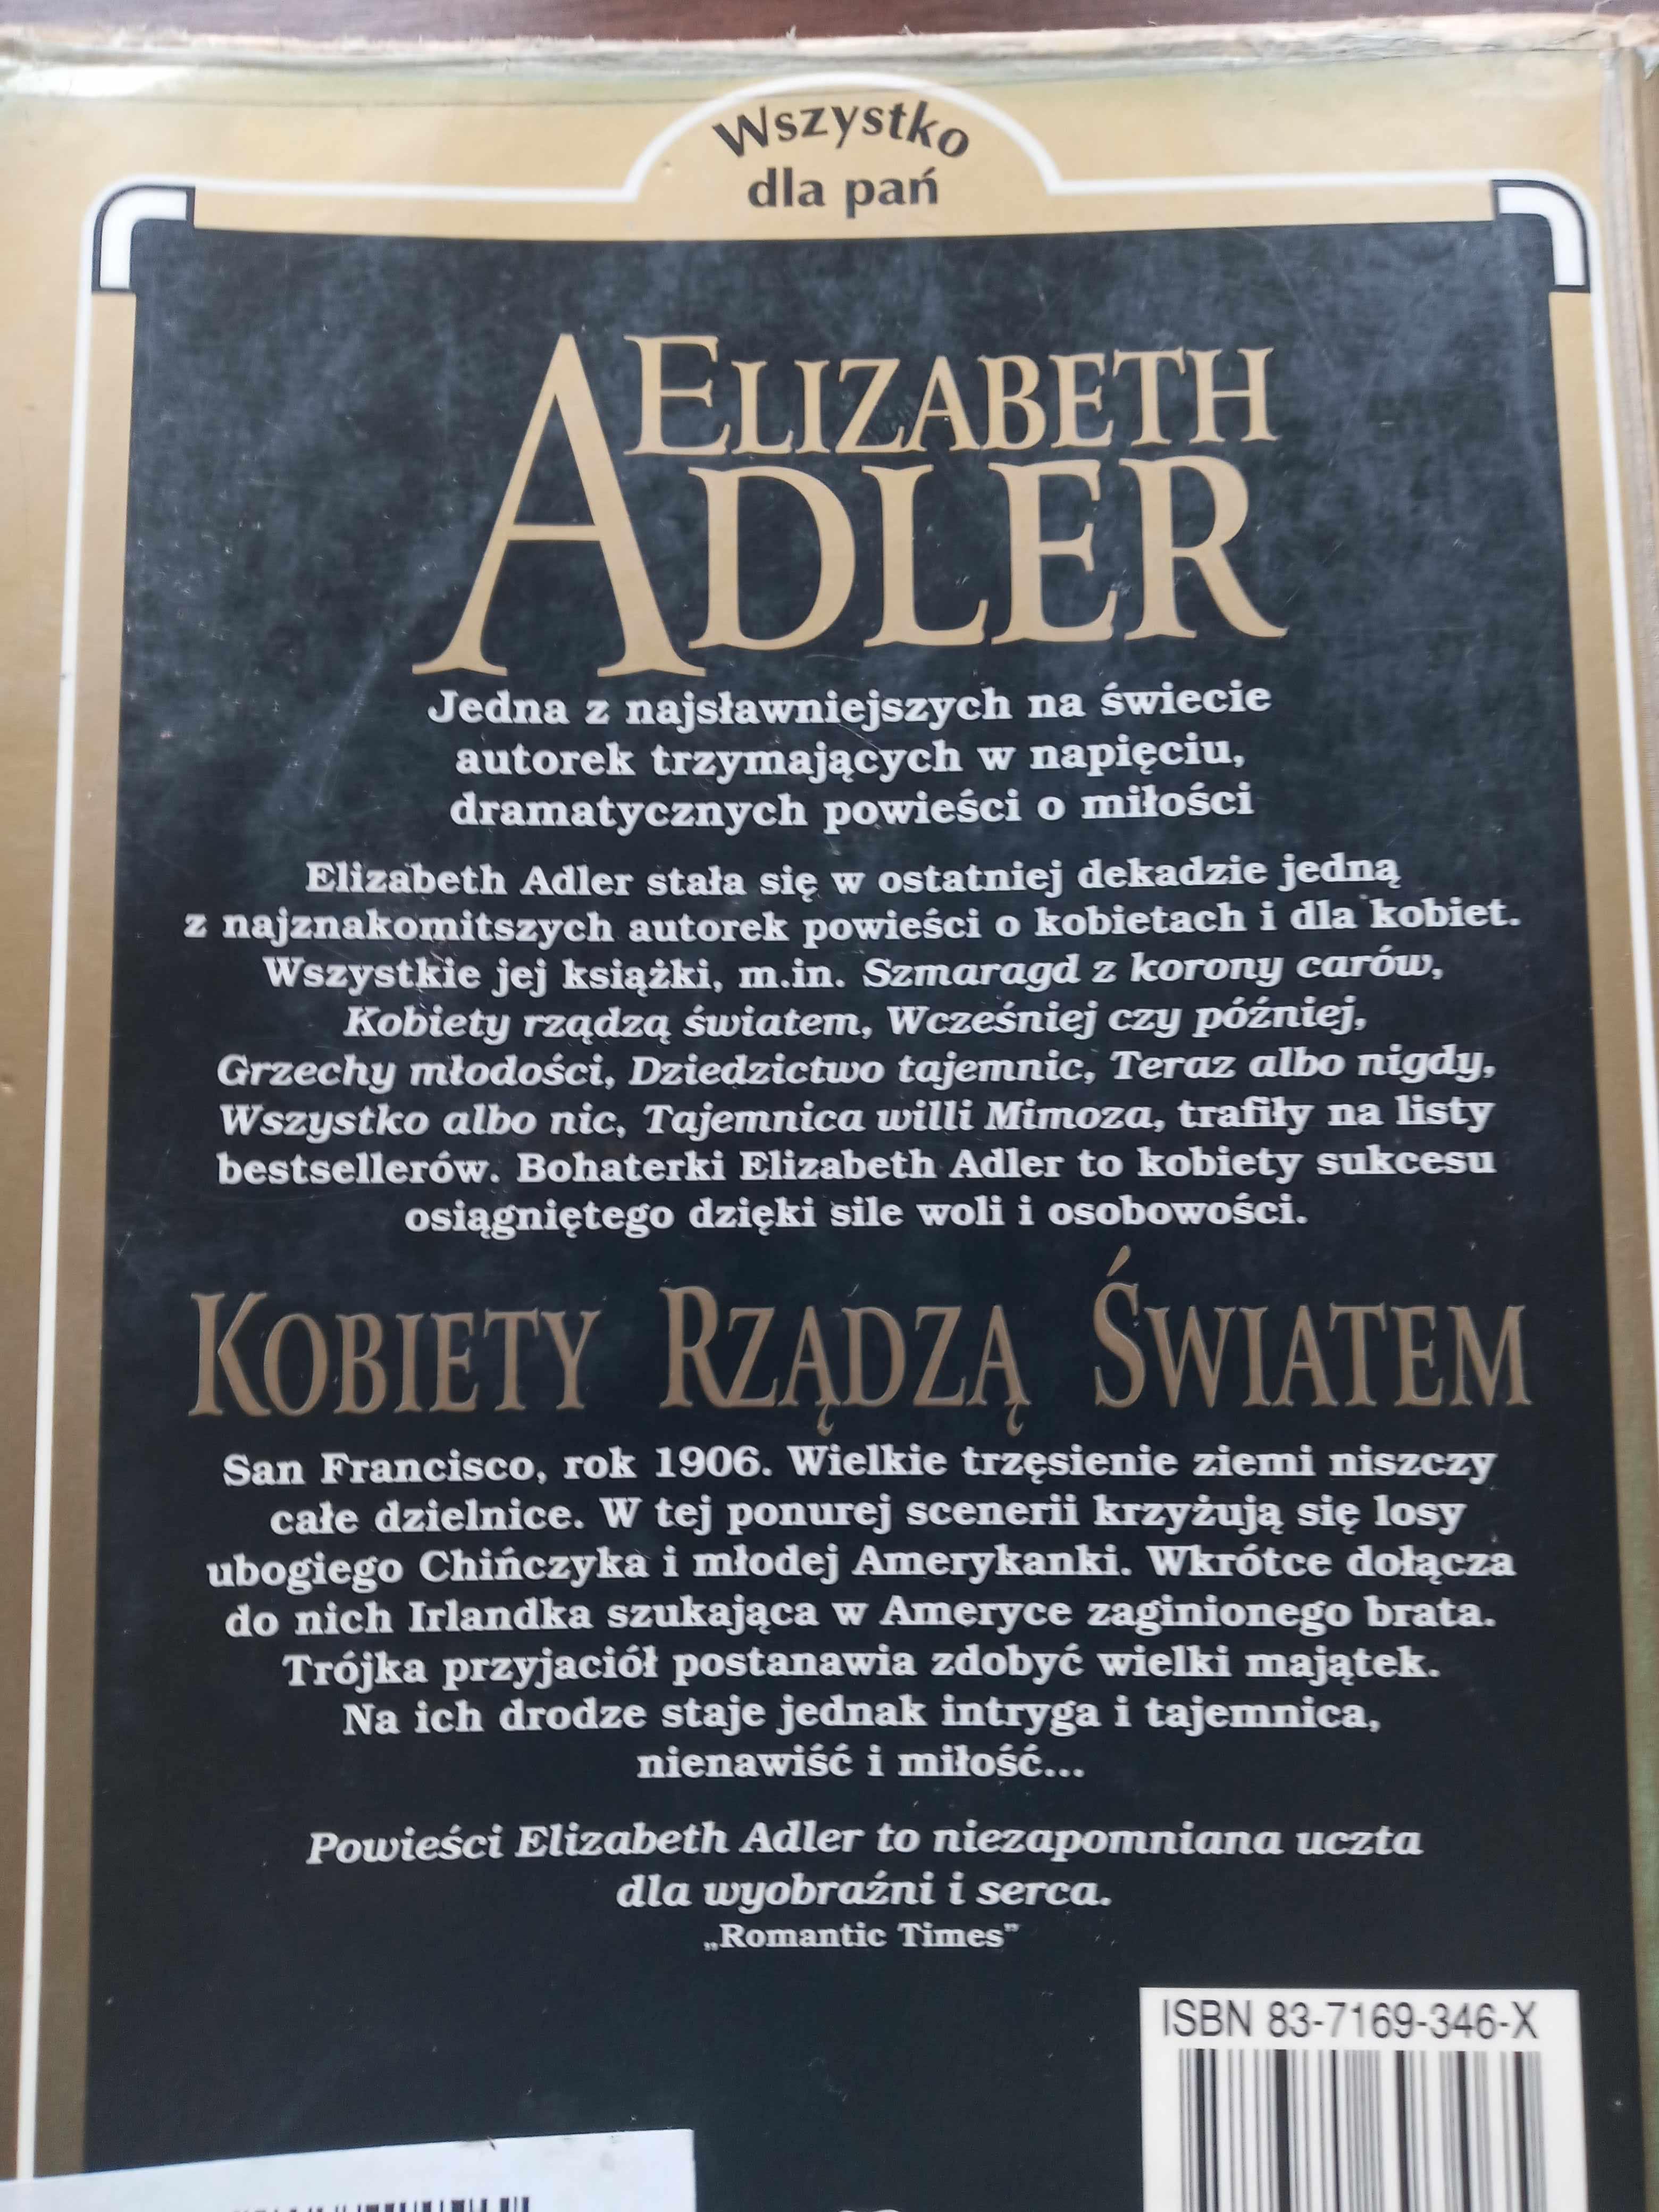 Wszystko
dla pań
ELIZABETH
ADLER
Jedna z najsławniejszych na świecie
autorek trzymających w napięciu,
dramatycznych powieści o miłości
Elizabeth Adler stała się w ostatniej dekadzie jedną
z najznakomitszych autorek powieści o kobietach i dla kobiet.
Wszystkie jej książki, m.in. Szmaragd z korony carów,
Kobiety rządzą światem, Wcześniej czy później,
Grzechy młodości, Dziedzictwo tajemnic, Teraz albo nigdy,
Wszystko albo nic, Tajemnica willi Mimoza, trafiły na listy
bestsellerów. Bohaterki Elizabeth Adler to kobiety sukcesu
osiągniętego dzięki sile woli i osobowości.
KOBIETY RZĄDZĄ ŚWIATEM
San Francisco, rok 1906. Wielkie trzęsienie ziemi niszczy
całe dzielnice. W tej ponurej scenerii krzyżują się losy
ubogiego Chińczyka i młodej Amerykanki. Wkrótce dołącza
do nich Irlandka szukająca w Ameryce zaginionego brata.
Trójka przyjaciół postanawia zdobyć wielki majątek.
Na ich drodze staje jednak intryga i tajemnica,
nienawiść i miłość...
Powieści Elizabeth Adler to niezapomniana uczta
dla wyobraźni i serca.
„Romantic Times”
ISBN 83-7169-346-X